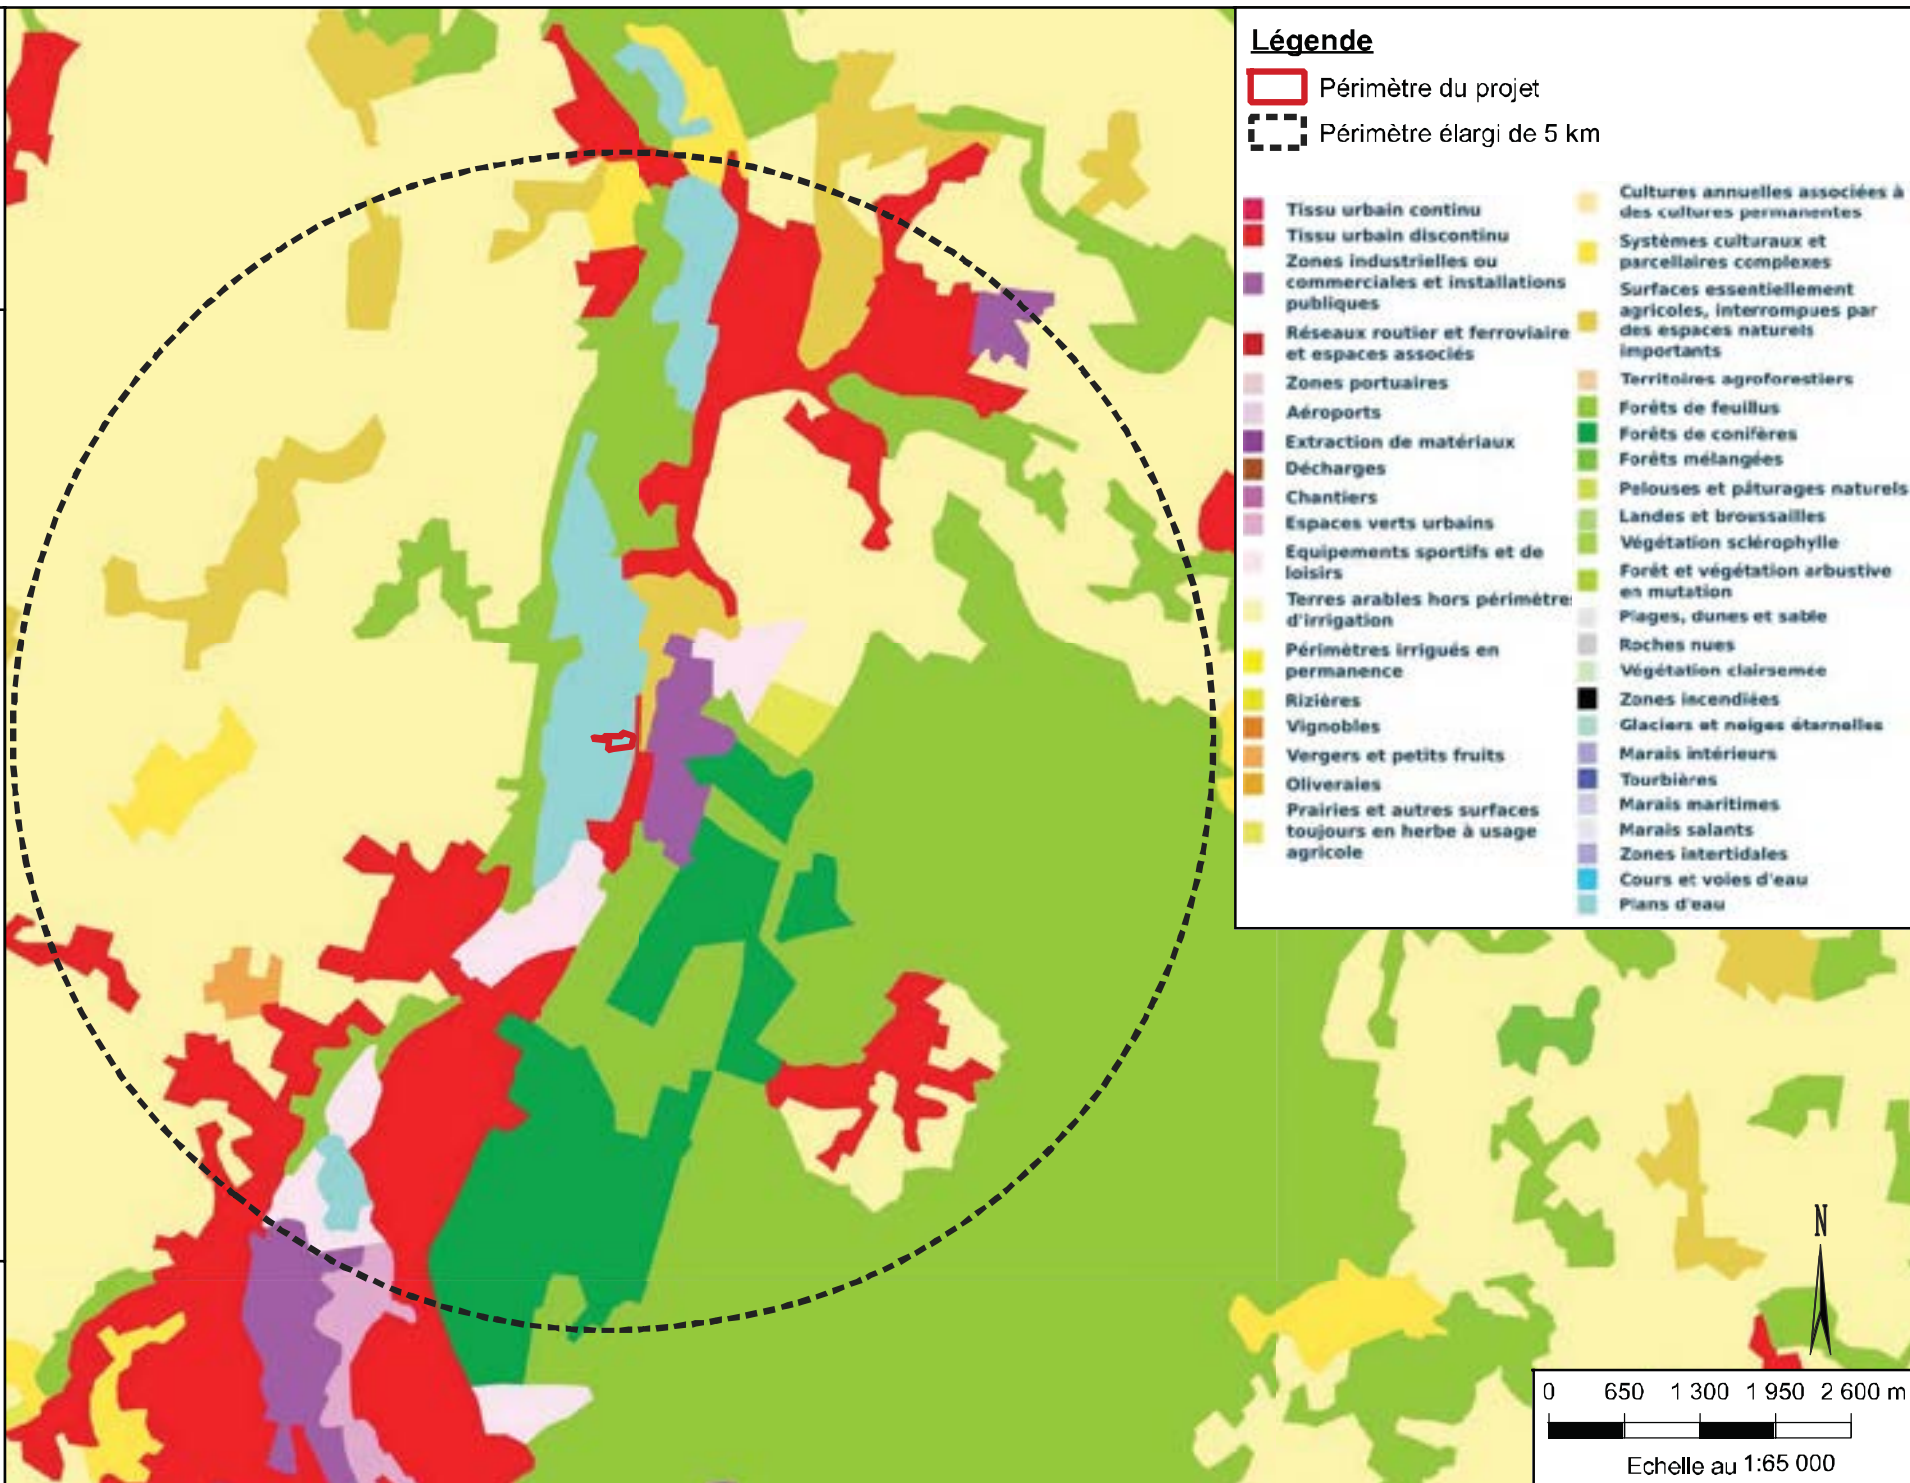 Légende
Périmètre du projet
Périmètre élargi de 5 km
Tissu urbain continu
Tissu urbain discontinu
Zones industrielles ou
commerciales et installations
publiques
Réseaux routier et ferroviaire
et espaces associés
Zones portuaires
Aéroports
Extraction de matériaux
Décharges
Chantiers
Espaces verts urbains
Equipements sportifs et de
loisirs
Terres arables hors périmètres
d'irrigation
Périmètres irrigués en
permanence
Rizières
Vignobles
Vergers et petits fruits
Oliveraies
Prairies et autres surfaces
toujours en herbe à usage
agricole
Cultures annuelles associées à
des cultures permanentes
Systèmes culturaux et
parcellaires complexes
Surfaces essentiellement
agricoles, interrompues par
des espaces naturels
importants
Territoires agroforestiers
Forêts de feuillus
Forêts de conifères
Forêts mélangées
Pelouses et pâturages naturels
Landes et broussailles
Végétation sclérophylle
Forêt et végétation arbustive
en mutation
Plages, dunes et sable
Roches nues
Végétation clairsemée
Zones incendiées
Glaciers et neiges éternelles
Marais intérieurs
Tourbières
Marais maritimes
Marais salants
Zones intertidales
Cours et voies d'eau
Plans d'eau
N
0 650 1 300 1 950 2 600 m
Echelle au 1:65 000